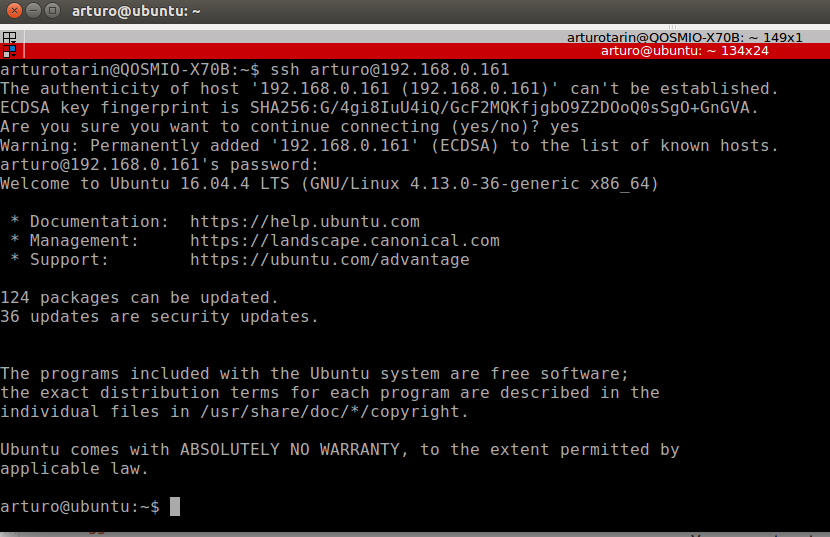 arturo@ubuntu: ~
arturotarin@QOSMIO-X70B: ~ 149x1
arturo@ubuntu: ~ 134x24
arturotarin@QOSMIO-X70B:~$ ssh arturo@192.168.0.161
The authenticity of host '192.168.0.161 (192.168.0.161)' can't be established.
ECDSA key fingerprint is SHA256:G/4gi8IuU4iQ/GcF2MQKfjgbO9Z2DOoQ0sSgO+GnGVA.
Are you sure you want to continue connecting (yes/no)? yes
Warning: Permanently added '192.168.0.161' (ECDSA) to the list of known hosts.
arturo@192.168.0.161's password:
Welcome to Ubuntu 16.04.4 LTS (GNU/Linux 4.13.0-36-generic x86_64)
* Documentation:  https://help.ubuntu.com
* Management:     https://landscape.canonical.com
* Support:        https://ubuntu.com/advantage
124 packages can be updated.
36 updates are security updates.
The programs included with the Ubuntu system are free software;
the exact distribution terms for each program are described in the
individual files in /usr/share/doc/*/copyright.
Ubuntu comes with ABSOLUTELY NO WARRANTY, to the extent permitted by
applicable law.
arturo@ubuntu:~$